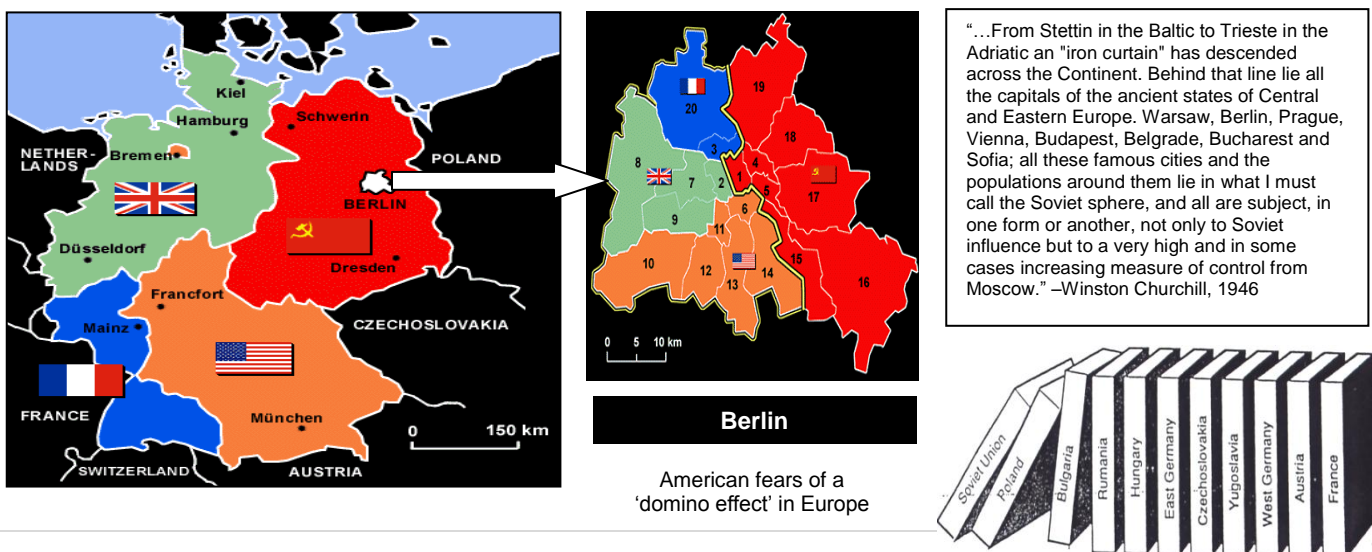 Kiel
Hamburg
Schwerin
NETHER-
LANDS
Bremen
POLAND
BERLIN
Düsseldorf
Dresden
Francfort
Mainz
CZECHOSLOVAKIA
FRANCE
München
0 150 km
SWITZERLAND
AUSTRIA
19
20
18
3
4
8
1
7
2
5
17
6
9
11
10
12
14
15
16
13
0 5 10 km
Berlin
American fears of a
‘domino effect’ in Europe
“…From Stettin in the Baltic to Trieste in the
Adriatic an "iron curtain" has descended
across the Continent. Behind that line lie all
the capitals of the ancient states of Central
and Eastern Europe. Warsaw, Berlin, Prague,
Vienna, Budapest, Belgrade, Bucharest and
Sofia; all these famous cities and the
populations around them lie in what I must
call the Soviet sphere, and all are subject, in
one form or another, not only to Soviet
influence but to a very high and in some
cases increasing measure of control from
Moscow.” –Winston Churchill, 1946
Soviet Union
Poland
Bulgaria
Rumania
Hungary
East Germany
Czechoslovakia
Yugoslavia
West Germany
Austria
France